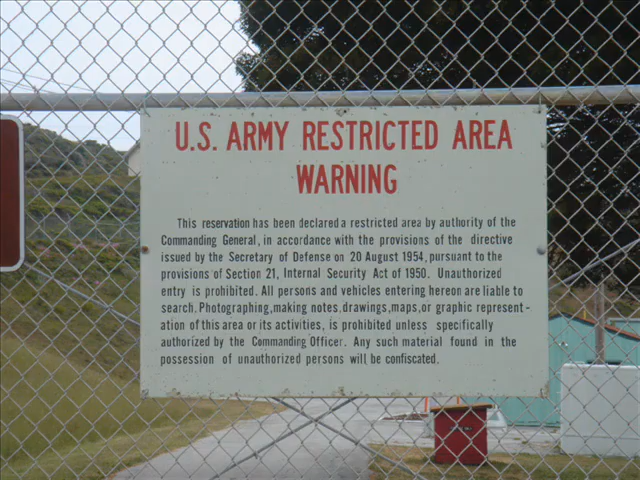 U.S. ARMY RESTRICTED AREA
WARNING
This reservation has been declared a restricted area by authority of the
Commanding General, in accordance with the provisions of the directive
issued by the Secretary of Defense on 20 August 1954, pursuant to the
provisions of Section 21, Internal Security Act of 1950. Unauthorized
entry is prohibited. All persons and vehicles entering hereon are liable to
search. Photographing, making notes, drawings, maps, or graphic represent-
ation of this area or its activities, is prohibited unless specifically
authorized by the Commanding Officer. Any such material found in the
possession of unauthorized persons will be confiscated.